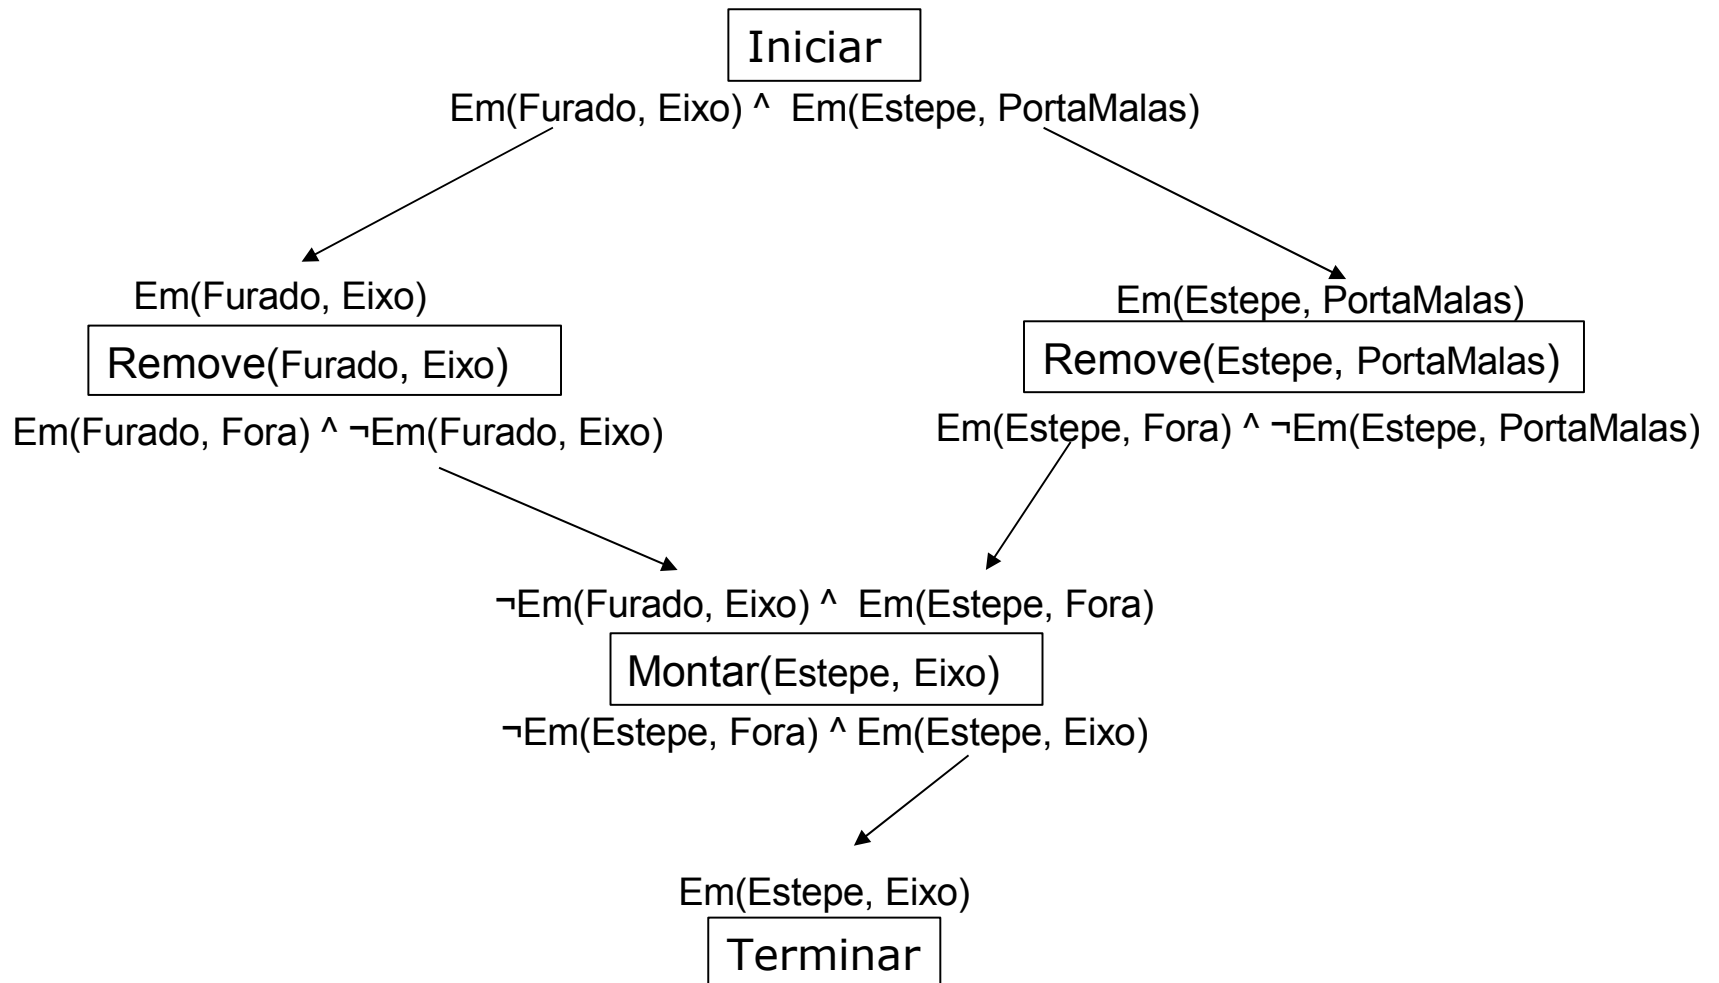 Iniciar
Em(Furado, Eixo) ^ Em(Estepe, PortaMalas)
Em(Furado, Eixo)
Remove(Furado, Eixo)
Em(Furado, Fora) ^ ¬Em(Furado, Eixo)
Em(Estepe, PortaMalas)
Remove(Estepe, PortaMalas)
Em(Estepe, Fora) ^ ¬Em(Estepe, PortaMalas)
¬Em(Furado, Eixo) ^ Em(Estepe, Fora)
Montar(Estepe, Eixo)
¬Em(Estepe, Fora) ^ Em(Estepe, Eixo)
Em(Estepe, Eixo)
Terminar